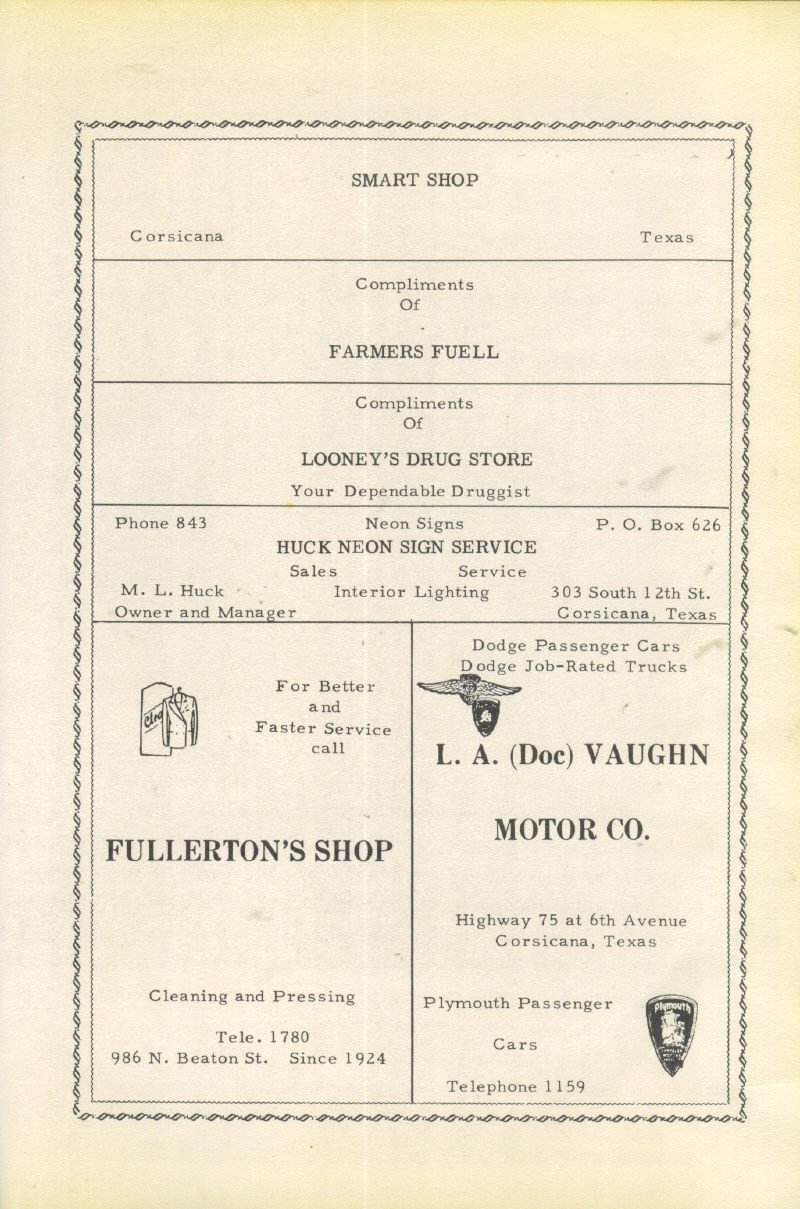 SMART SHOP
Corsicana Texas
Compliments
Of
FARMERS FUELL
Compliments
Of
LOONEY'S DRUG STORE
Your Dependable Druggist
Phone 843 Neon Signs P. O. Box 626
HUCK NEON SIGN SERVICE
Sales Service
M. L. Huck Interior Lighting 303 South 12th St.
Owner and Manager Corsicana, Texas
For Better
and
Faster Service
call
FULLERTON'S SHOP
Cleaning and Pressing
Tele. 1780
986 N. Beaton St. Since 1924
Dodge Passenger Cars
Dodge Job-Rated Trucks
L. A. (Doc) VAUGHN
MOTOR CO.
Highway 75 at 6th Avenue
Corsicana, Texas
Plymouth Passenger
Cars
Telephone 1159
Plymouth